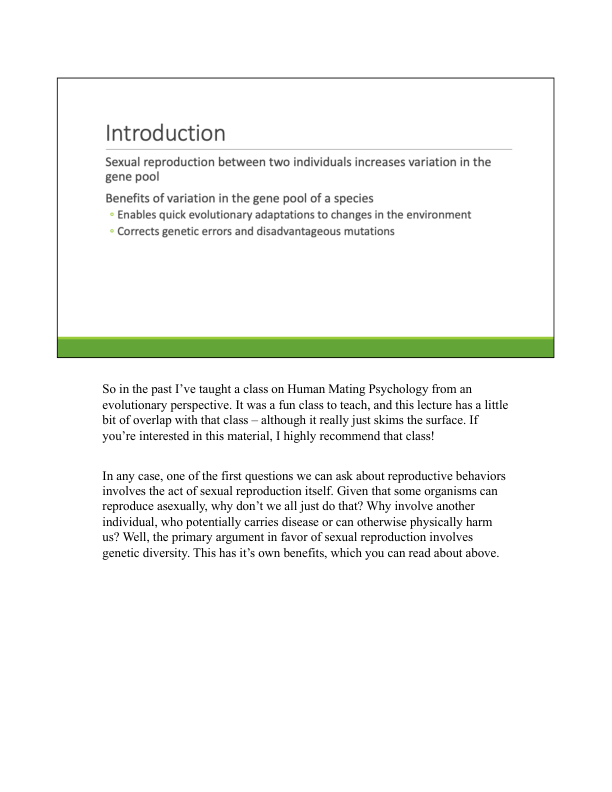 Introduction
Sexual reproduction between two individuals increases variation in the
gene pool
Benefits of variation in the gene pool of a species
• Enables quick evolutionary adaptations to changes in the environment
• Corrects genetic errors and disadvantageous mutations
So in the past I’ve taught a class on Human Mating Psychology from an
evolutionary perspective. It was a fun class to teach, and this lecture has a little
bit of overlap with that class – although it really just skims the surface. If
you’re interested in this material, I highly recommend that class!
In any case, one of the first questions we can ask about reproductive behaviors
involves the act of sexual reproduction itself. Given that some organisms can
reproduce asexually, why don’t we all just do that? Why involve another
individual, who potentially carries disease or can otherwise physically harm
us? Well, the primary argument in favor of sexual reproduction involves
genetic diversity. This has it’s own benefits, which you can read about above.